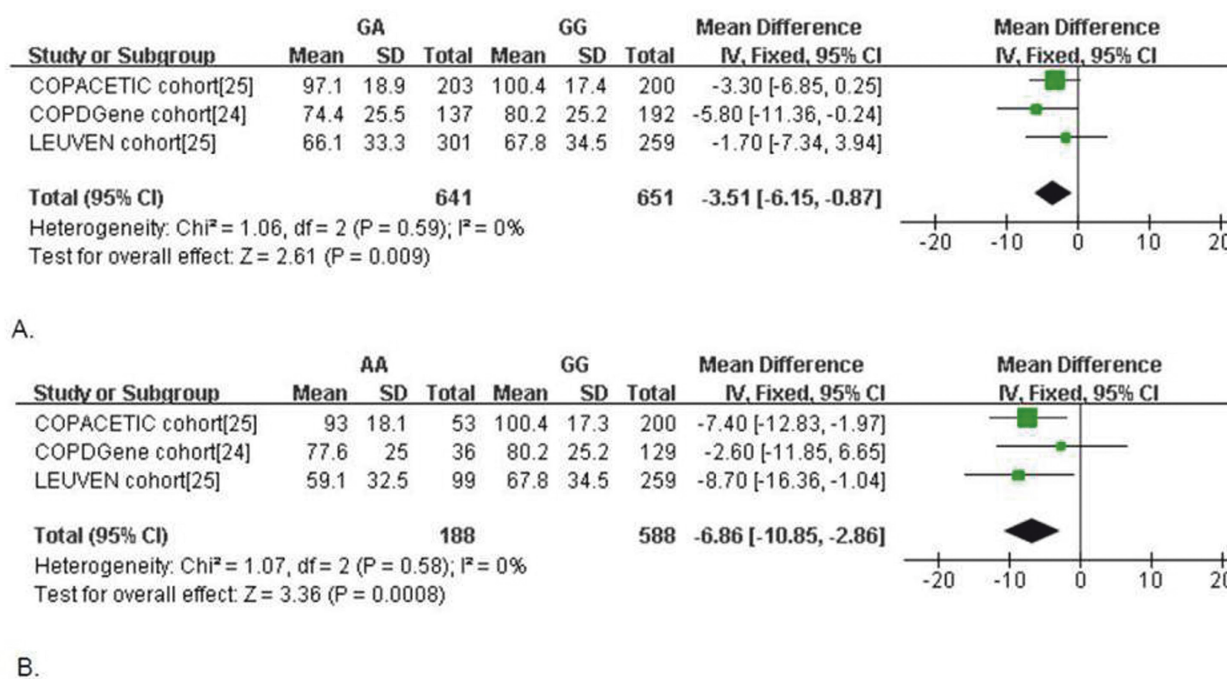 GA GG Mean Difference Mean Difference
Study or Subgroup Mean SD Total Mean SD Total IV, Fixed, 95% CI IV, Fixed, 95% CI
COPACETIC cohort[25] 97.1 18.9 203 100.4 17.4 200 -3.30 [-6.85, 0.25]
COPDGene cohort[24] 74.4 25.5 137 80.2 25.2 192 -5.80 [-11.36, -0.24]
LEUVEN cohort[25] 66.1 33.3 301 67.8 34.5 259 -1.70 [-7.34, 3.94]
Total (95% CI) 641 651 -3.51 [-6.15, -0.87]
Heterogeneity: Chi² = 1.06, df = 2 (P = 0.59); I² = 0%
Test for overall effect: Z = 2.61 (P = 0.009)
-20 -10 0 10 20
A.
AA GG Mean Difference Mean Difference
Study or Subgroup Mean SD Total Mean SD Total IV, Fixed, 95% CI IV, Fixed, 95% CI
COPACETIC cohort[25] 93 18.1 53 100.4 17.3 200 -7.40 [-12.83, -1.97]
COPDGene cohort[24] 77.6 25 36 80.2 25.2 129 -2.60 [-11.85, 6.65]
LEUVEN cohort[25] 59.1 32.5 99 67.8 34.5 259 -8.70 [-16.36, -1.04]
Total (95% CI) 188 588 -6.86 [-10.85, -2.86]
Heterogeneity: Chi² = 1.07, df = 2 (P = 0.58); I² = 0%
Test for overall effect: Z = 3.36 (P = 0.0008)
-20 -10 0 10 20
B.